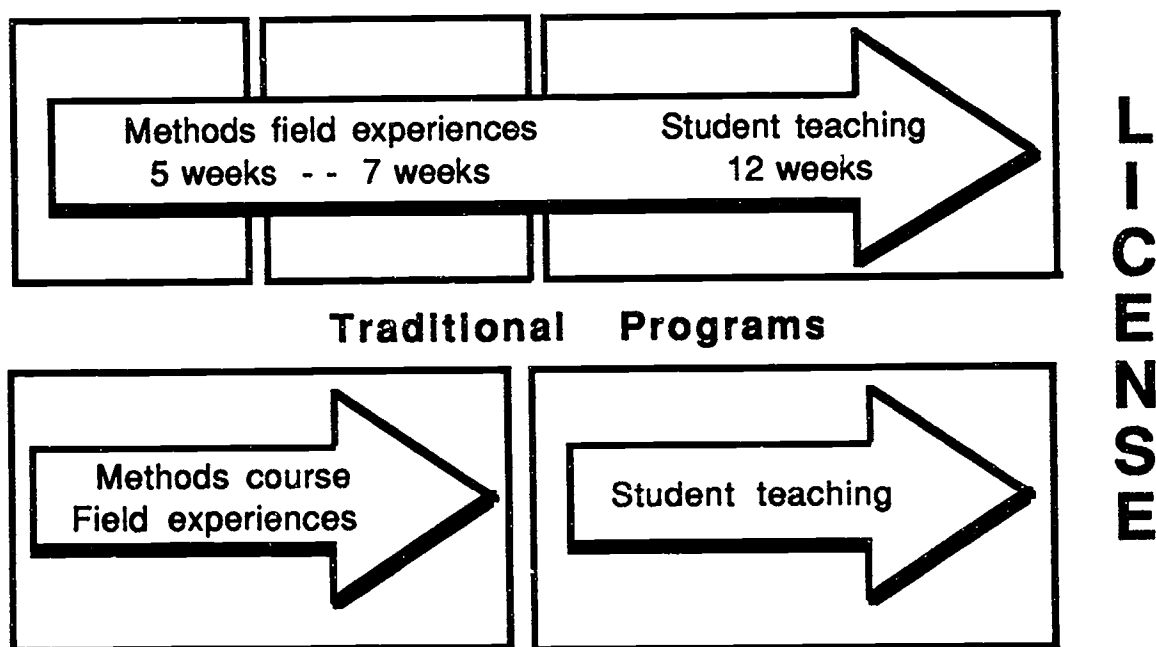 Methods field experiences
5 weeks - - 7 weeks
Student teaching
12 weeks
Traditional Programs
Methods course
Field experiences
Student teaching
LICENSE